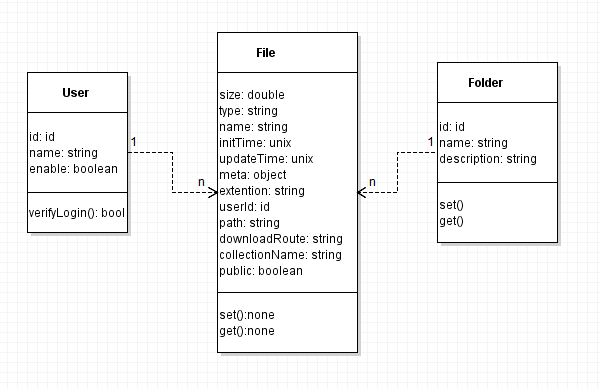 User
id: id
name: string
enable: boolean
verifyLogin(): bool
1
n
File
size: double
type: string
name: string
initTime: unix
updateTime: unix
meta: object
extention: string
userId: id
path: string
downloadRoute: string
collectionName: string
public: boolean
set():none
get():none
n
1
Folder
id: id
name: string
description: string
set()
get()